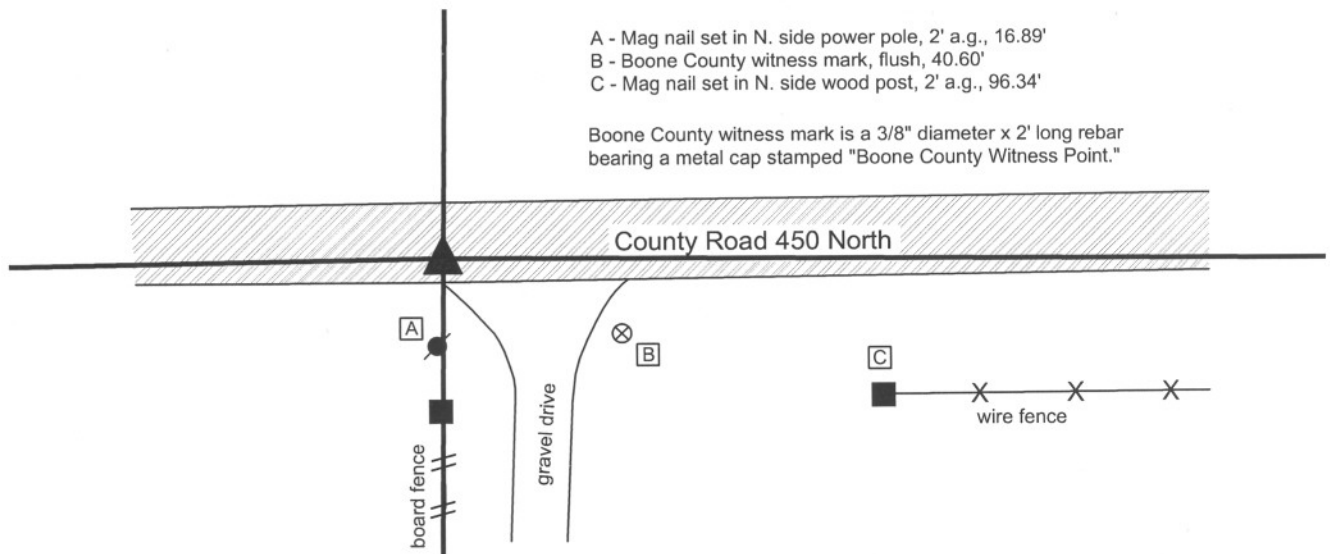 A - Mag nail set in N. side power pole, 2' a.g., 16.89'
B - Boone County witness mark, flush, 40.60'
C - Mag nail set in N. side wood post, 2' a.g., 96.34'
Boone County witness mark is a 3/8" diameter x 2' long rebar
bearing a metal cap stamped "Boone County Witness Point."
County Road 450 North
A
B
C
wire fence
gravel drive
board fence